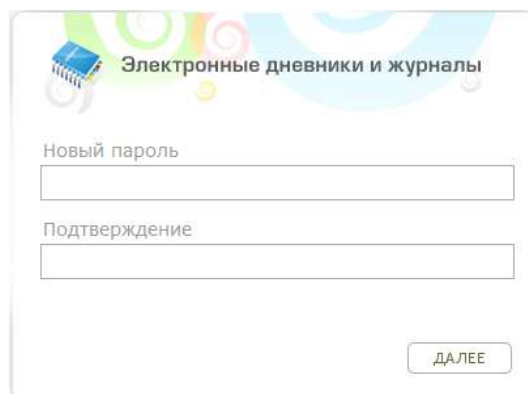 Электронные дневники и журналы
Новый пароль
Подтверждение
ДАЛЕЕ